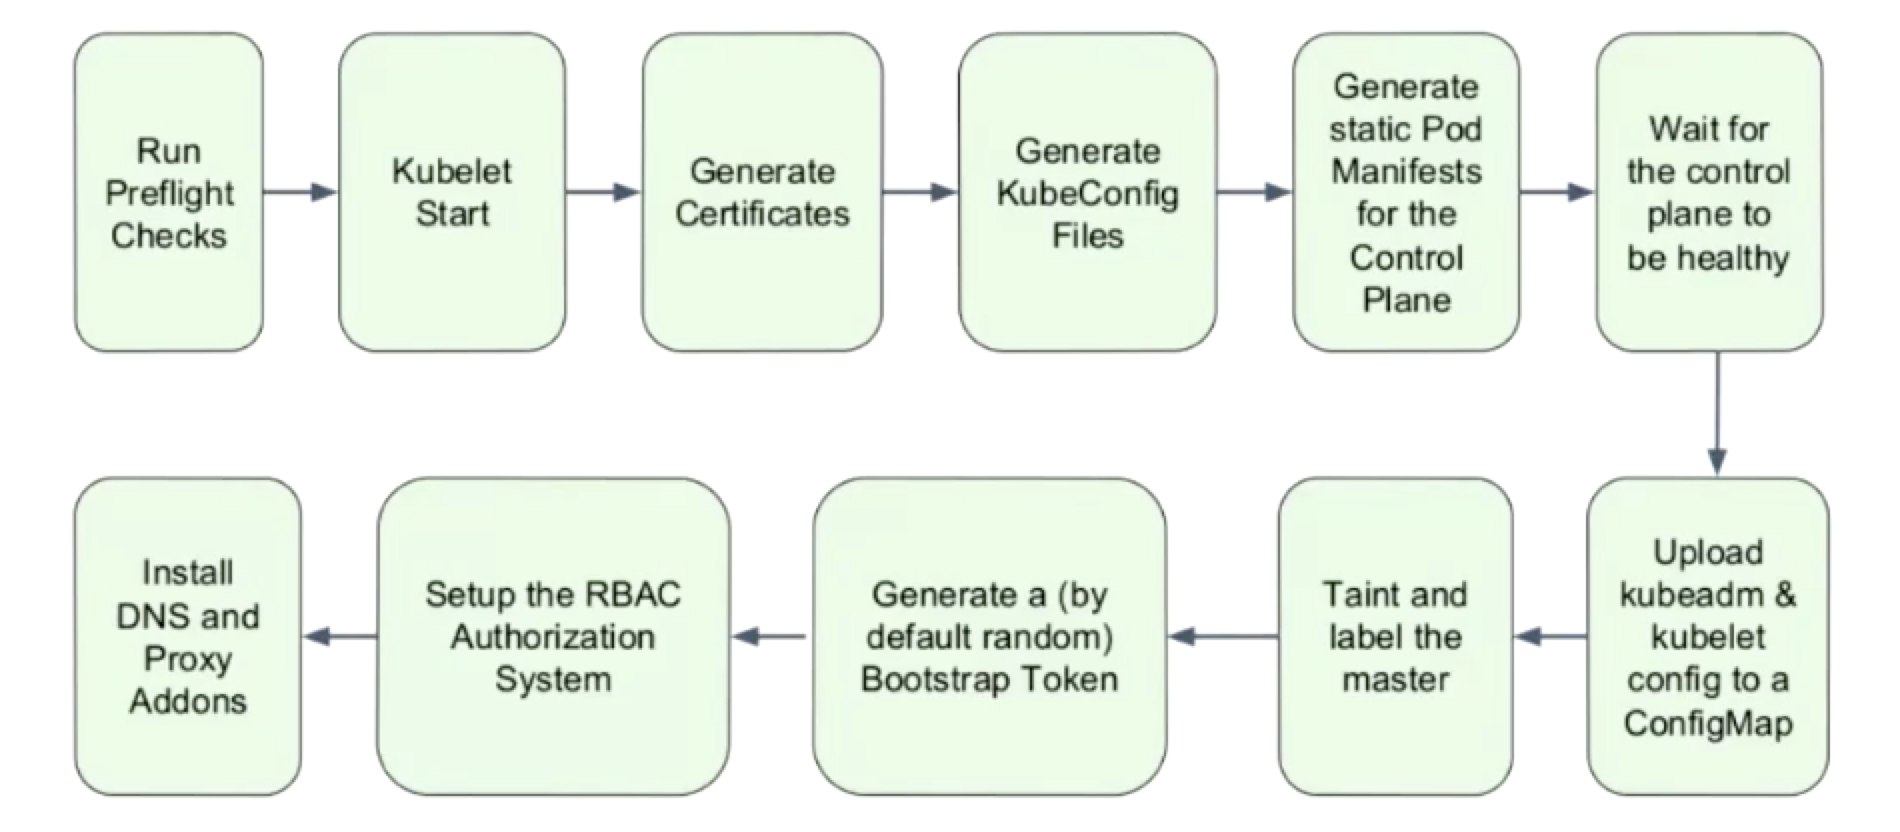 Run
Preflight
Checks
Kubelet
Start
Generate
Certificates
Generate
KubeConfig
Files
Generate
static Pod
Manifests
for the
Control
Plane
Wait for
the control
plane to
be healthy
Upload
kubeadm &
kubelet
config to a
ConfigMap
Taint and
label the
master
Generate a (by
default random)
Bootstrap Token
Setup the RBAC
Authorization
System
Install
DNS and
Proxy
Addons